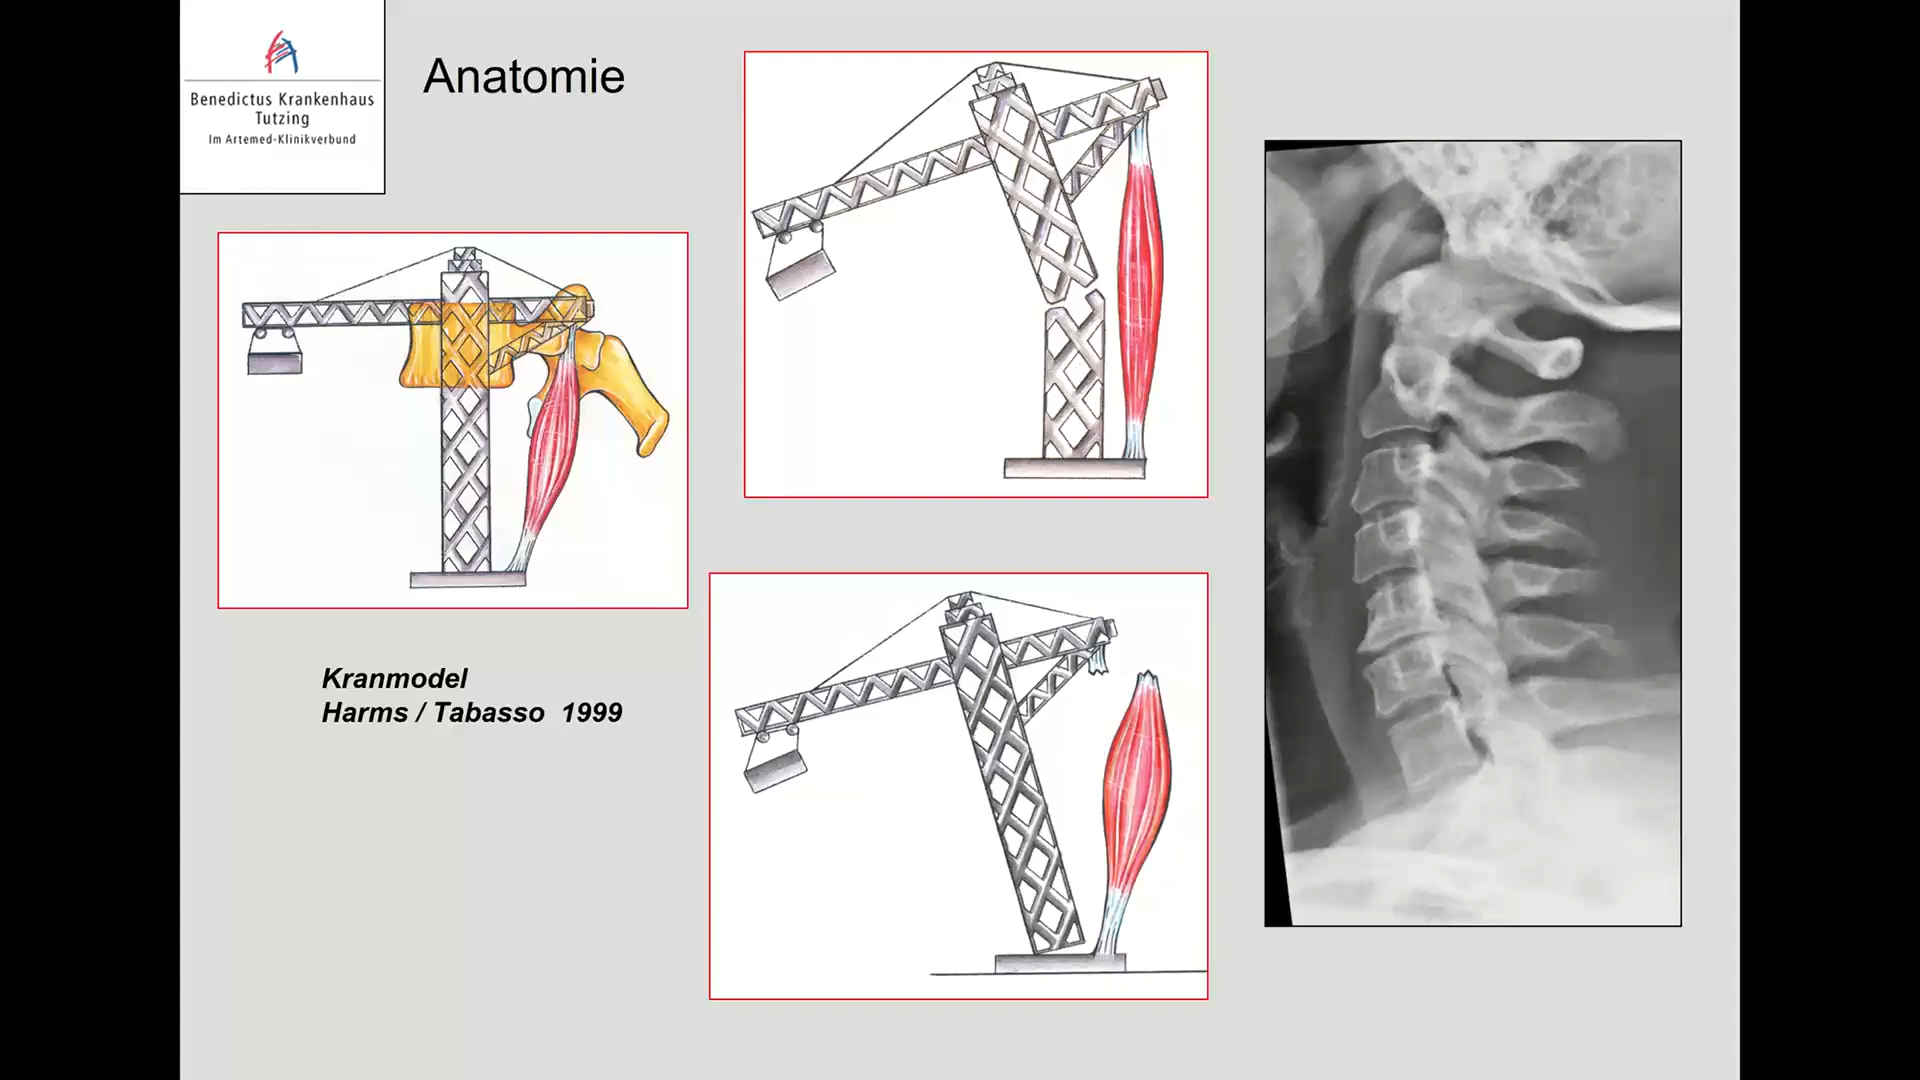 Benedictus Krankenhaus
Tutzing
Im Artemed-Klinikverbund
Anatomie
Kranmodel
Harms / Tabasso 1999